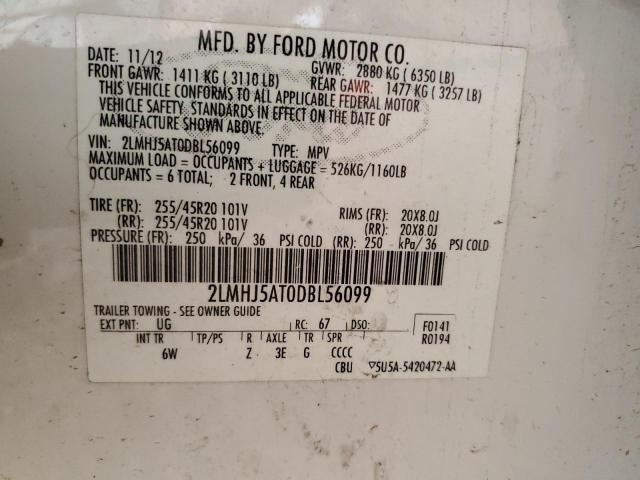 MFD. BY FORD MOTOR CO.
DATE: 11/12 GVWR: 2880 KG ( 6350 LB)
FRONT GAWR: 1411 KG ( 3110 LB) REAR GAWR: 1477 KG ( 3257 LB)
THIS VEHICLE CONFORMS TO ALL APPLICABLE FEDERAL MOTOR
VEHICLE SAFETY. STANDARDS IN EFFECT ON THE DATE OF
MANUFACTURE SHOWN ABOVE.
VIN: 2LMHJ5AT0DBL56099 TYPE: MPV
MAXIMUM LOAD = OCCUPANTS + LUGGAGE = 526KG/1160LB
OCCUPANTS = 6 TOTAL; 2 FRONT, 4 REAR
TIRE (FR): 255/45R20 101V RIMS (FR): 20X8.0J
(RR): 255/45R20 101V (RR): 20X8.0J
PRESSURE (FR): 250 kPa/ 36 PSI COLD (RR): 250 kPa/ 36 PSI COLD
2LMHJ5AT0DBL56099
TRAILER TOWING - SEE OWNER GUIDE
EXT PNT: UG RC: 67 DSO: F0141
INT TR TP/PS R AXLE TR SPR R0194
6W Z 3E G CCCC
CBU ▽5U5A-5420472-AA